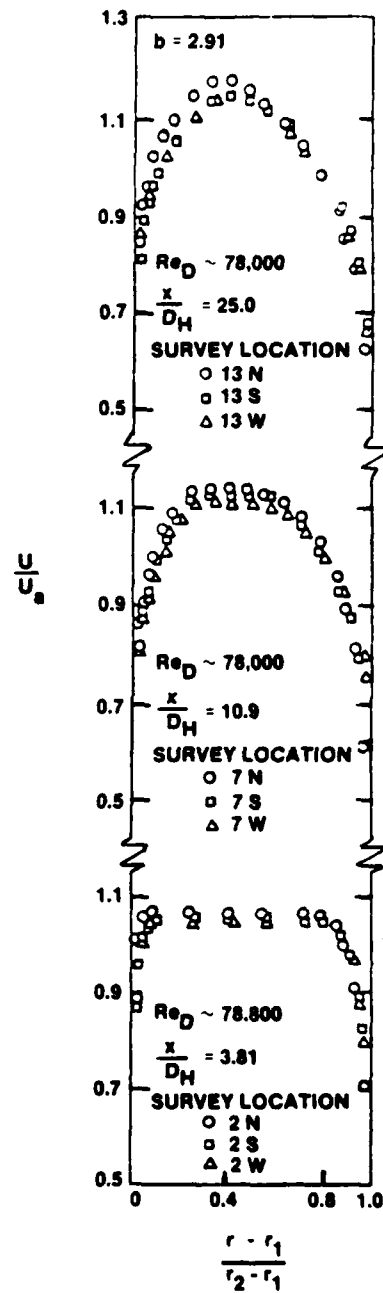 1.3
b = 2.91
1.1
0.9
Re_D ~ 78,000
x/D_H = 25.0
0.7
SURVEY LOCATION
○ 13 N
□ 13 S
△ 13 W
0.5
1.1
U/U_a
0.9
Re_D ~ 78,000
x/D_H = 10.9
0.7
SURVEY LOCATION
○ 7 N
□ 7 S
△ 7 W
0.5
1.1
0.9
Re_D ~ 78.800
x/D_H = 3.81
0.7
SURVEY LOCATION
○ 2 N
□ 2 S
△ 2 W
0.5
0 0.4 0.8 1.0
r - r_1
r_2 - r_1